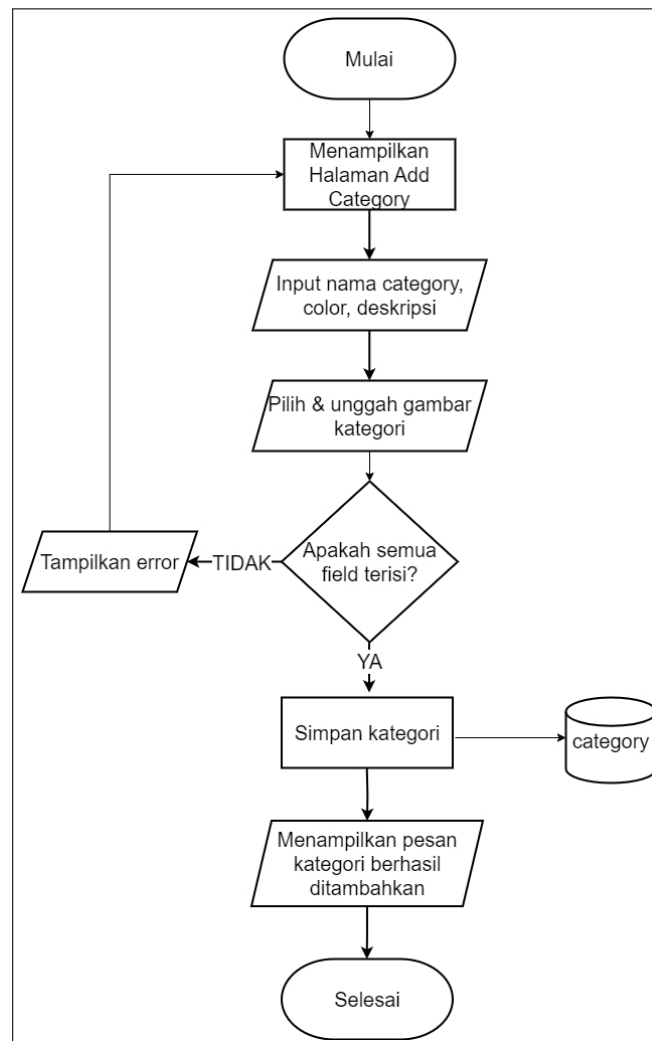 Mulai
Menampilkan
Halaman Add
Category
Input nama category,
color, deskripsi
Pilih & unggah gambar
kategori
Apakah semua
field terisi?
TIDAK
Tampilkan error
YA
Simpan kategori
category
Menampilkan pesan
kategori berhasil
ditambahkan
Selesai